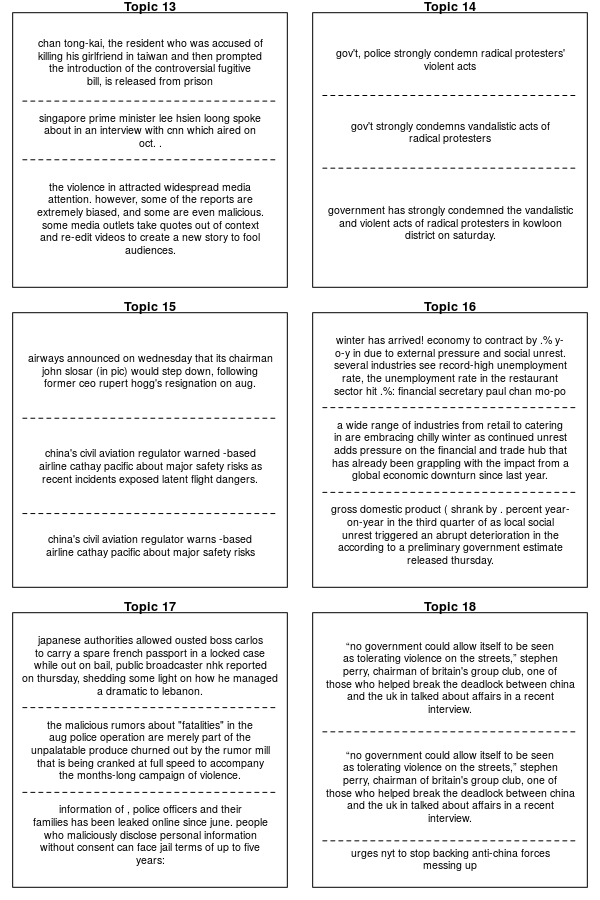 Topic 13
chan tong-kai, the resident who was accused of
killing his girlfriend in taiwan and then prompted
the introduction of the controversial fugitive
bill, is released from prison
singapore prime minister lee hsien loong spoke
about in an interview with cnn which aired on
oct. .
the violence in attracted widespread media
attention. however, some of the reports are
extremely biased, and some are even malicious.
some media outlets take quotes out of context
and re-edit videos to create a new story to fool
audiences.
Topic 14
gov't, police strongly condemn radical protesters'
violent acts
gov't strongly condemns vandalistic acts of
radical protesters
government has strongly condemned the vandalistic
and violent acts of radical protesters in kowloon
district on saturday.
Topic 15
airways announced on wednesday that its chairman
john slosar (in pic) would step down, following
former ceo rupert hogg's resignation on aug.
china's civil aviation regulator warned -based
airline cathay pacific about major safety risks as
recent incidents exposed latent flight dangers.
china's civil aviation regulator warns -based
airline cathay pacific about major safety risks
Topic 16
winter has arrived! economy to contract by .% y-
o-y in due to external pressure and social unrest.
several industries see record-high unemployment
rate, the unemployment rate in the restaurant
sector hit .%: financial secretary paul chan mo-po
a wide range of industries from retail to catering
in are embracing chilly winter as continued unrest
adds pressure on the financial and trade hub that
has already been grappling with the impact from a
global economic downturn since last year.
gross domestic product ( shrank by . percent year-
on-year in the third quarter of as local social
unrest triggered an abrupt deterioration in the
according to a preliminary government estimate
released thursday.
Topic 17
japanese authorities allowed ousted boss carlos
to carry a spare french passport in a locked case
while out on bail, public broadcaster nhk reported
on thursday, shedding some light on how he managed
a dramatic to lebanon.
the malicious rumors about "fatalities" in the
aug police operation are merely part of the
unpalatable produce churned out by the rumor mill
that is being cranked at full speed to accompany
the months-long campaign of violence.
information of , police officers and their
families has been leaked online since june. people
who maliciously disclose personal information
without consent can face jail terms of up to five
years:
Topic 18
“no government could allow itself to be seen
as tolerating violence on the streets,” stephen
perry, chairman of britain's group club, one of
those who helped break the deadlock between china
and the uk in talked about affairs in a recent
interview.
“no government could allow itself to be seen
as tolerating violence on the streets,” stephen
perry, chairman of britain's group club, one of
those who helped break the deadlock between china
and the uk in talked about affairs in a recent
interview.
urges nyt to stop backing anti-china forces
messing up